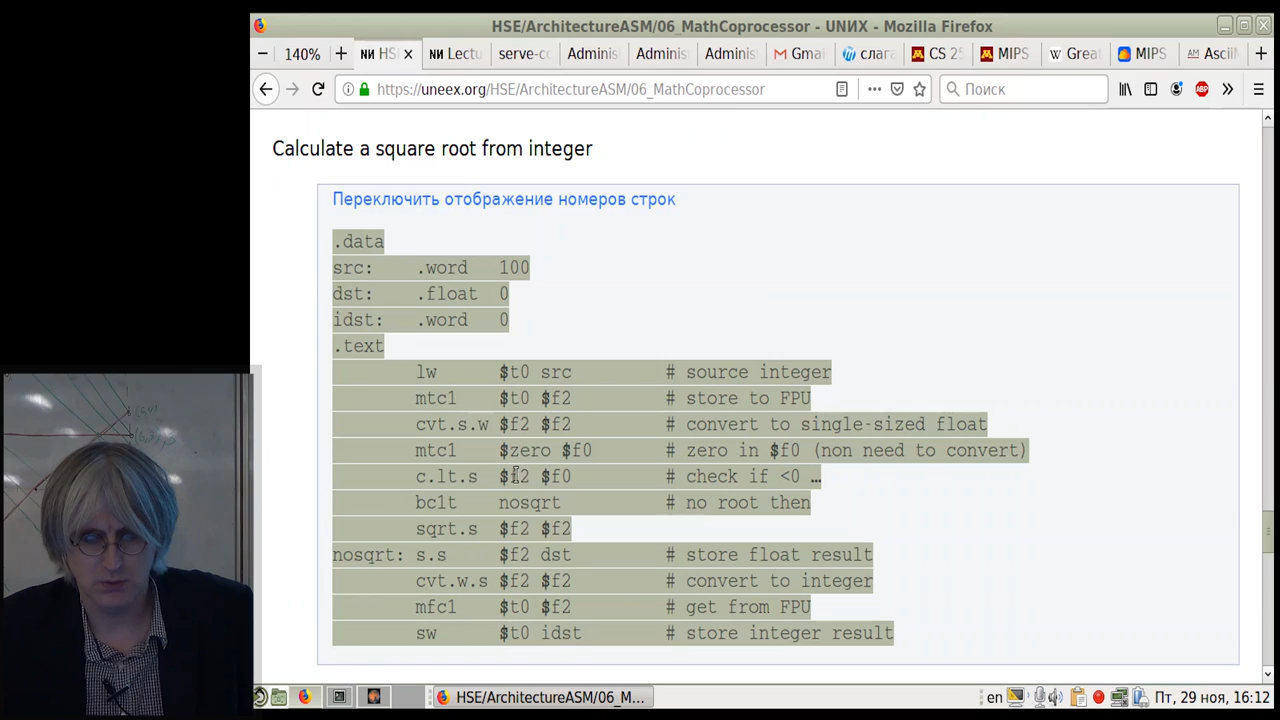 HSE/ArchitectureASM/06_MathCoprocessor - UNИX - Mozilla Firefox
140% ИИ HS Lectu serve-co Adminis Adminis Adminis Gmai слага CS 25 MIPS Grea MIPS AM Ascii
https://uneex.org/HSE/ArchitectureASM/06_MathCoprocessor Поиск
Calculate a square root from integer
Переключить отображение номеров строк
.data
src: .word 100
dst: .float 0
idst: .word 0
.text
lw $t0 src # source integer
mtc1 $t0 $f2 # store to FPU
cvt.s.w $f2 $f2 # convert to single-sized float
mtc1 $zero $f0 # zero in $f0 (non need to convert)
c.lt.s $f2 $f0 # check if <0 …
bc1t nosqrt # no root then
sqrt.s $f2 $f2
nosqrt: s.s $f2 dst # store float result
cvt.w.s $f2 $f2 # convert to integer
mfc1 $t0 $f2 # get from FPU
sw $t0 idst # store integer result
HSE/ArchitectureASM/06_M... en Пт, 29 ноя, 16:12